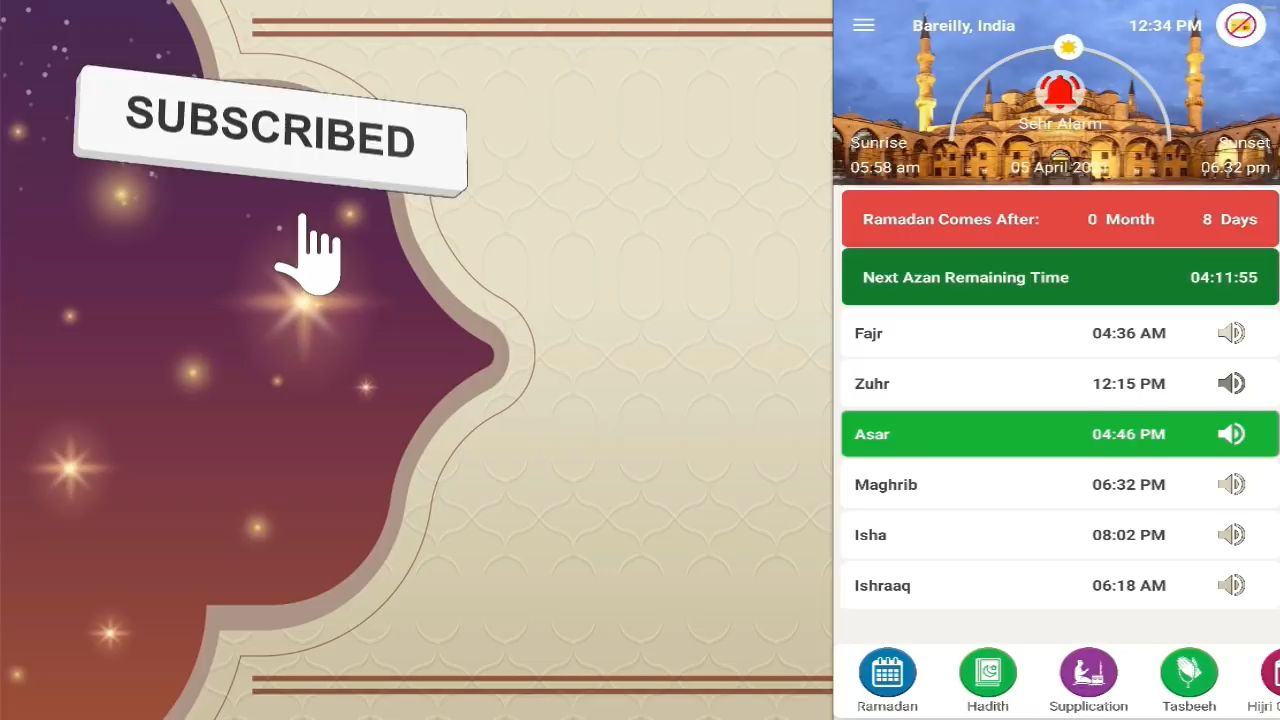 SUBSCRIBED
Bareilly, India 12:34 PM
Sehr Alarm
Sunrise Sunset
05:58 am 05 April 06:32 pm
Ramadan Comes After: 0 Month 8 Days
Next Azan Remaining Time 04:11:55
Fajr 04:36 AM
Zuhr 12:15 PM
Asar 04:46 PM
Maghrib 06:32 PM
Isha 08:02 PM
Ishraaq 06:18 AM
Ramadan Hadith Supplication Tasbeeh Hijri